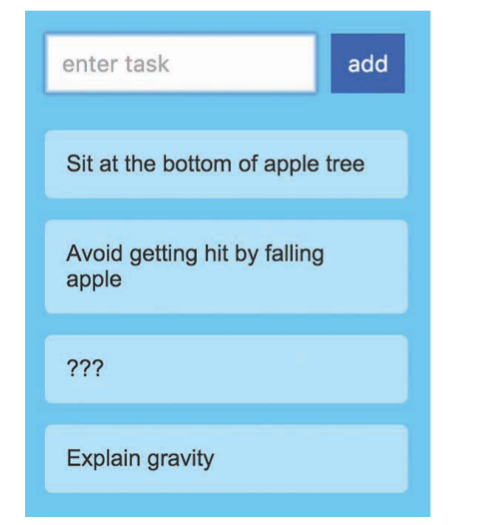 enter task
add
Sit at the bottom of apple tree
Avoid getting hit by falling
apple
???
Explain gravity